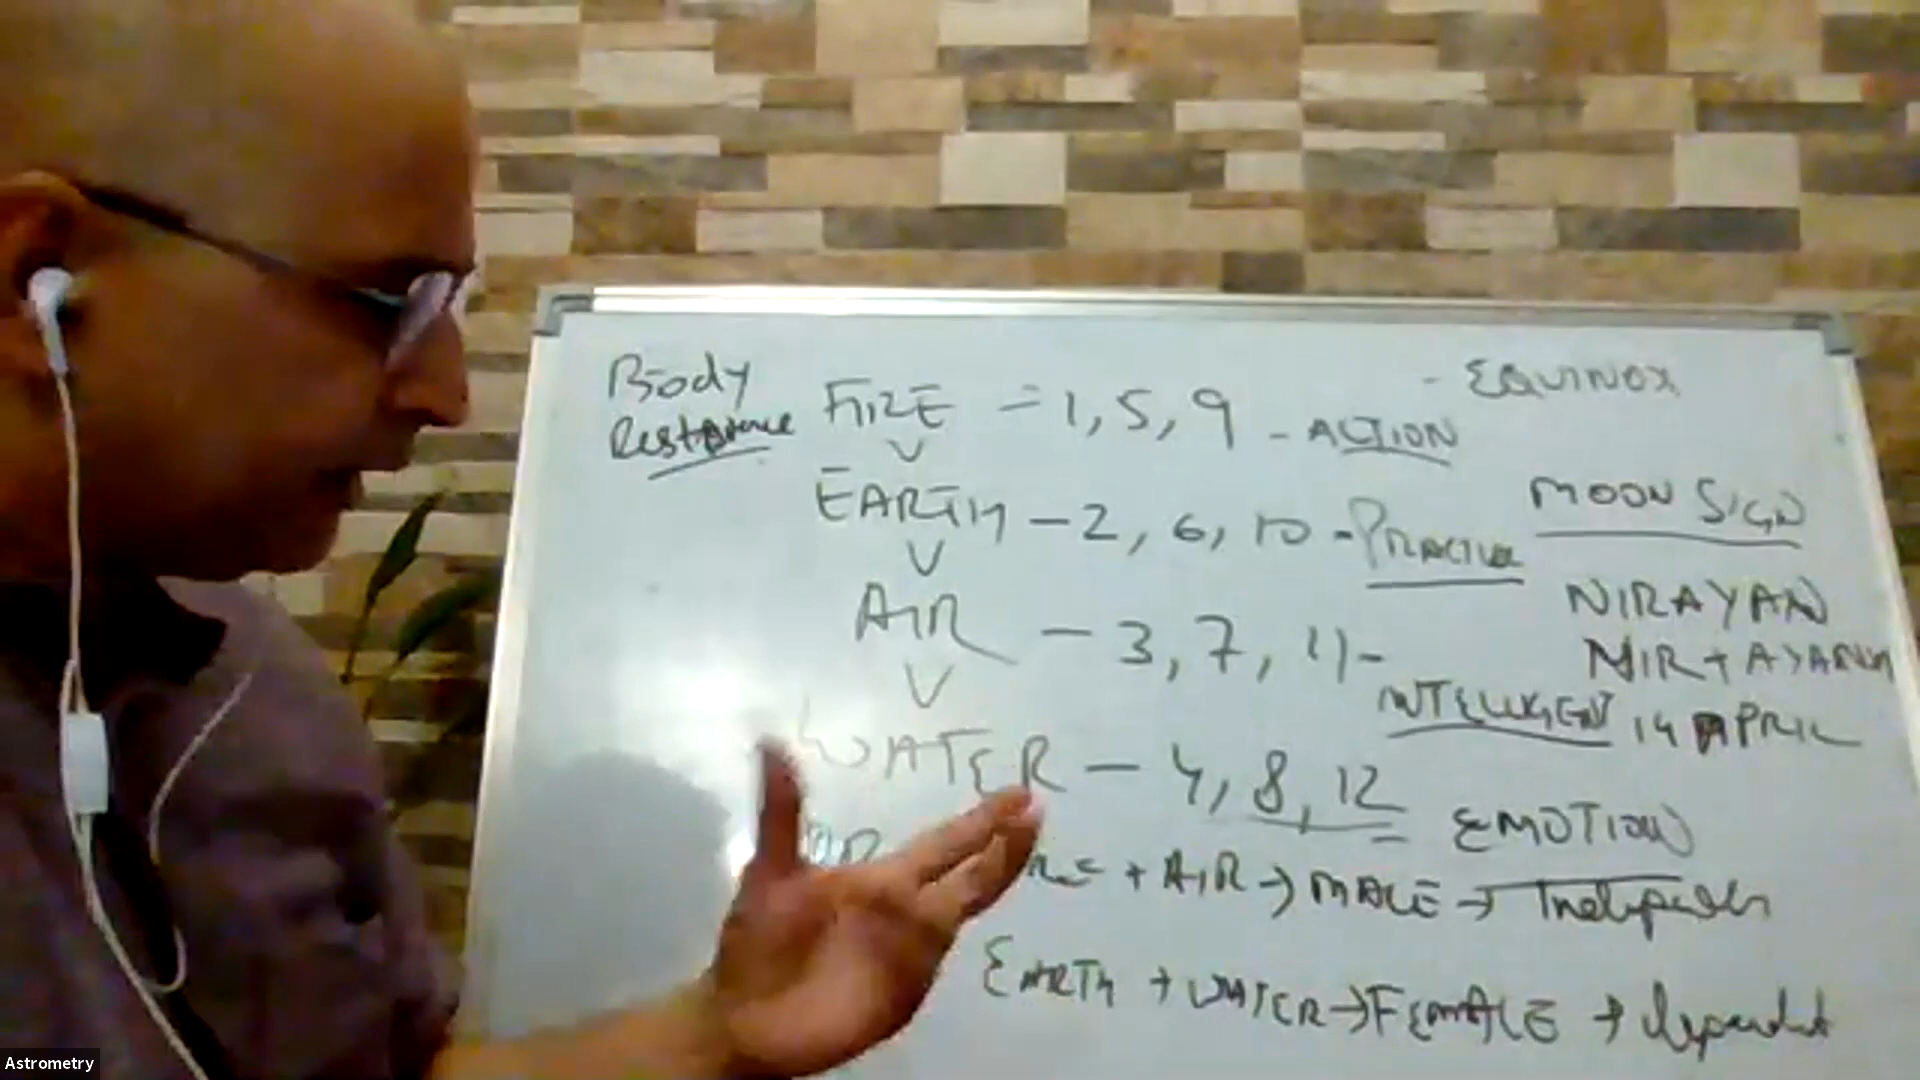 Body
Resistance
FIRE = 1, 5, 9 - ACTION
- EQUINOX
EARTH - 2, 6, 10 - PRACTICAL
MOON SIGN
AIR - 3, 7, 11 -
INTELLIGENT
NIRAYAN
NIR + AYANA
14 APRIL
WATER - 4, 8, 12 = EMOTION
+ AIR → MALE →
EARTH + WATER → FEMALE → dependent
Astrometry